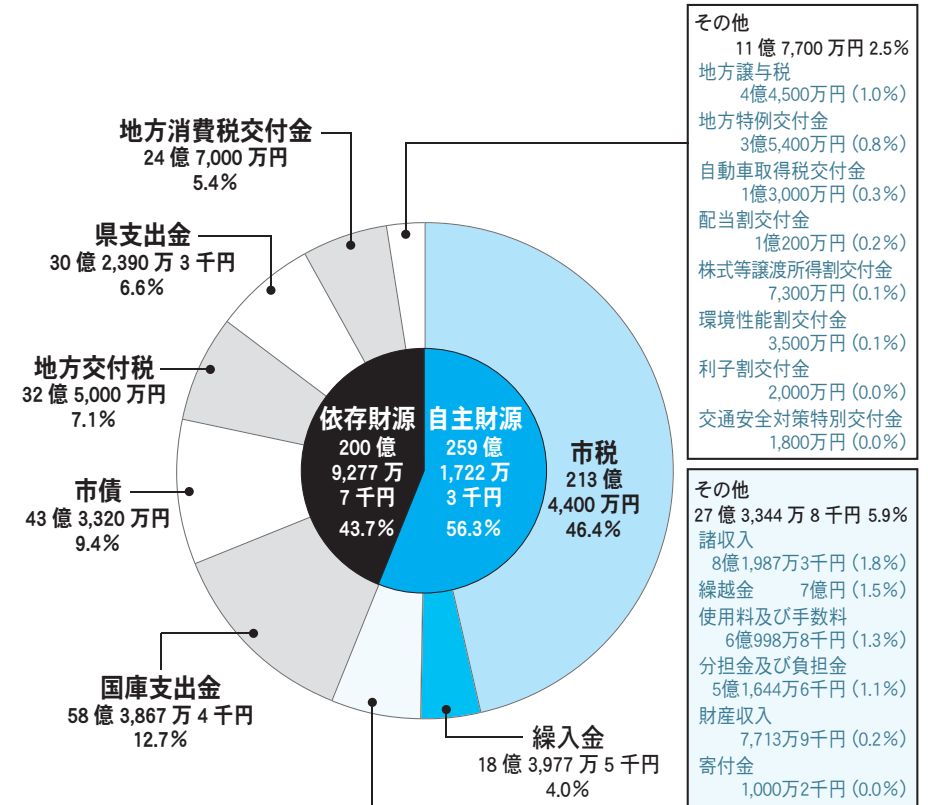 その他
11億7,700万円 2.5%
地方譲与税
4億4,500万円（1.0%）
地方特例交付金
3億5,400万円（0.8%）
自動車取得税交付金
1億3,000万円（0.3%）
配当割交付金
1億200万円（0.2%）
株式等譲渡所得割交付金
7,300万円（0.1%）
環境性能割交付金
3,500万円（0.1%）
利子割交付金
2,000万円（0.0%）
交通安全対策特別交付金
1,800万円（0.0%）
地方消費税交付金
24億7,000万円
5.4%
県支出金
30億2,390万3千円
6.6%
地方交付税
32億5,000万円
7.1%
市債
43億3,320万円
9.4%
国庫支出金
58億3,867万4千円
12.7%
依存財源
200億
9,277万
7千円
43.7%
自主財源
259億
1,722万
3千円
56.3%
市税
213億
4,400万円
46.4%
繰入金
18億3,977万5千円
4.0%
その他
27億3,344万8千円 5.9%
諸収入
8億1,987万3千円（1.8%）
繰越金 7億円（1.5%）
使用料及び手数料
6億998万8千円（1.3%）
分担金及び負担金
5億1,644万6千円（1.1%）
財産収入
7,713万9千円（0.2%）
寄付金
1,000万2千円（0.0%）